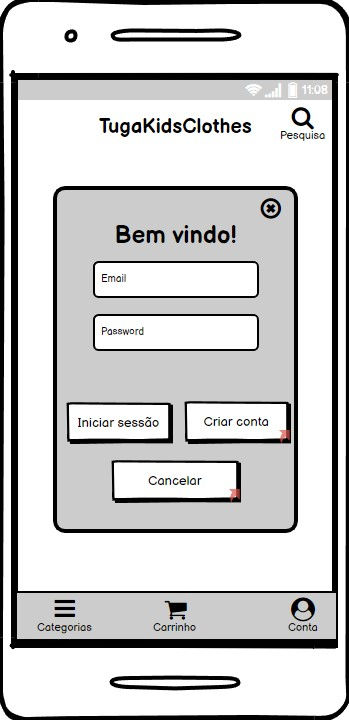 11:08
TugaKidsClothes
Pesquisa
Bem vindo!
Email
Password
Iniciar sessão
Criar conta
Cancelar
Categorias
Carrinho
Conta